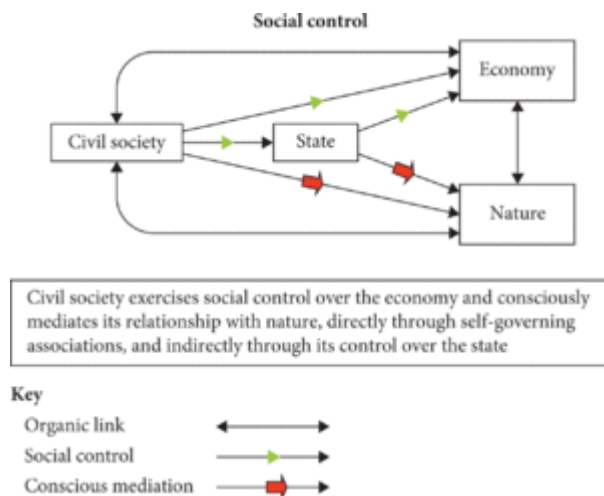 Social control
Economy
Civil society
State
Nature
Civil society exercises social control over the economy and consciously
mediates its relationship with nature, directly through self-governing
associations, and indirectly through its control over the state
Key
Organic link
Social control
Conscious mediation